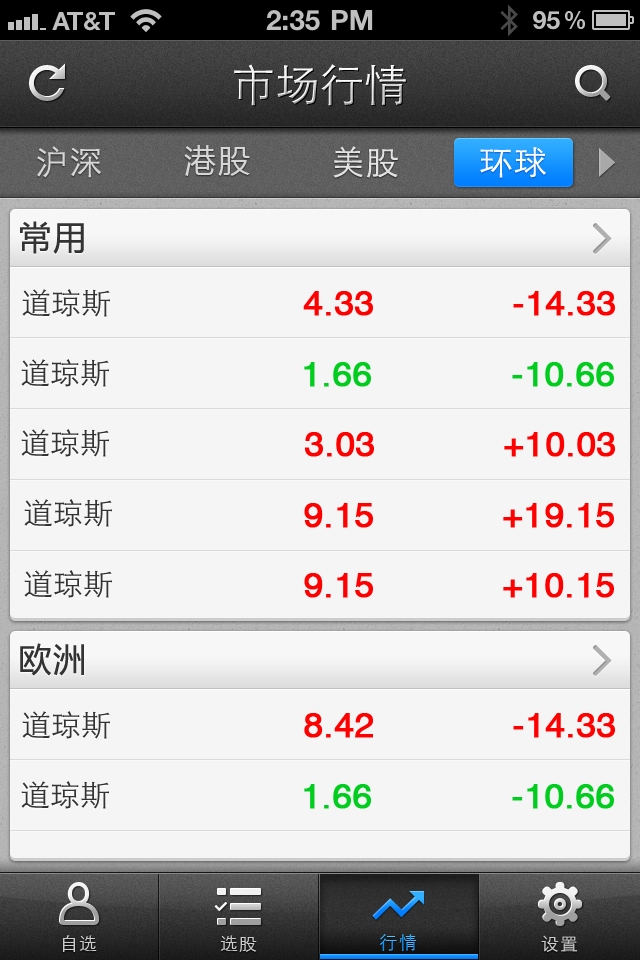 AT&T 2:35 PM 95%
市场行情
沪深 港股 美股 环球
常用
道琼斯 4.33 -14.33
道琼斯 1.66 -10.66
道琼斯 3.03 +10.03
道琼斯 9.15 +19.15
道琼斯 9.15 +10.15
欧洲
道琼斯 8.42 -14.33
道琼斯 1.66 -10.66
自选 选股 行情 设置